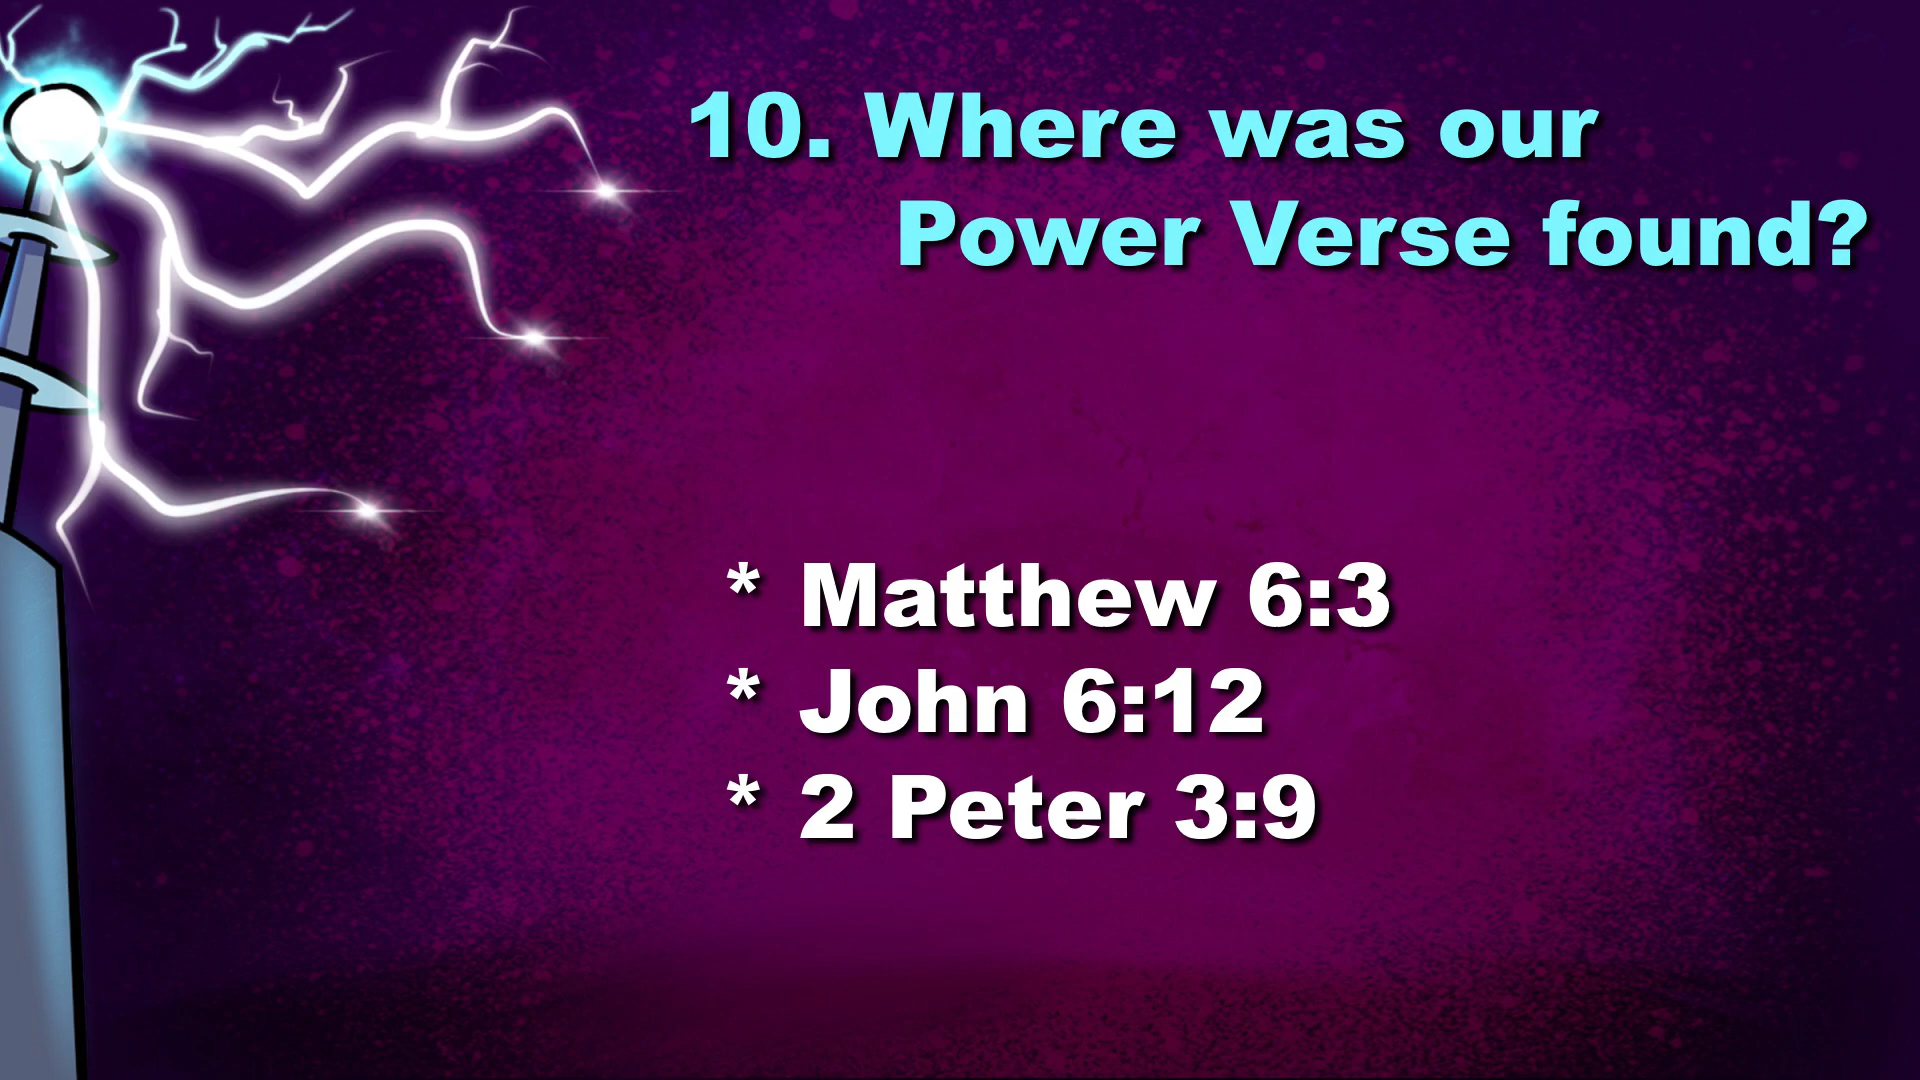 10. Where was our
Power Verse found?
* Matthew 6:3
* John 6:12
* 2 Peter 3:9